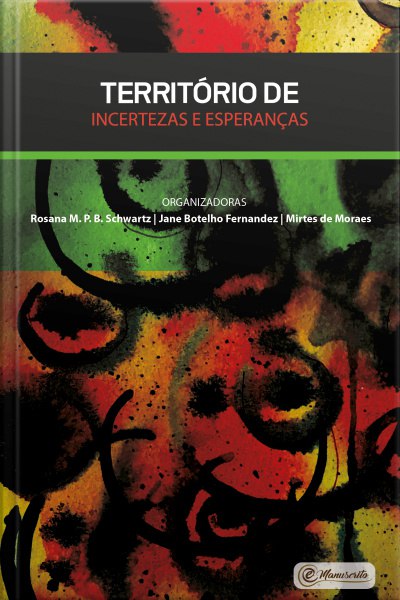 TERRITÓRIO DE
INCERTEZAS E ESPERANÇAS
ORGANIZADORAS
Rosana M. P. B. Schwartz | Jane Botelho Fernandez | Mirtes de Moraes
e Manuscrito